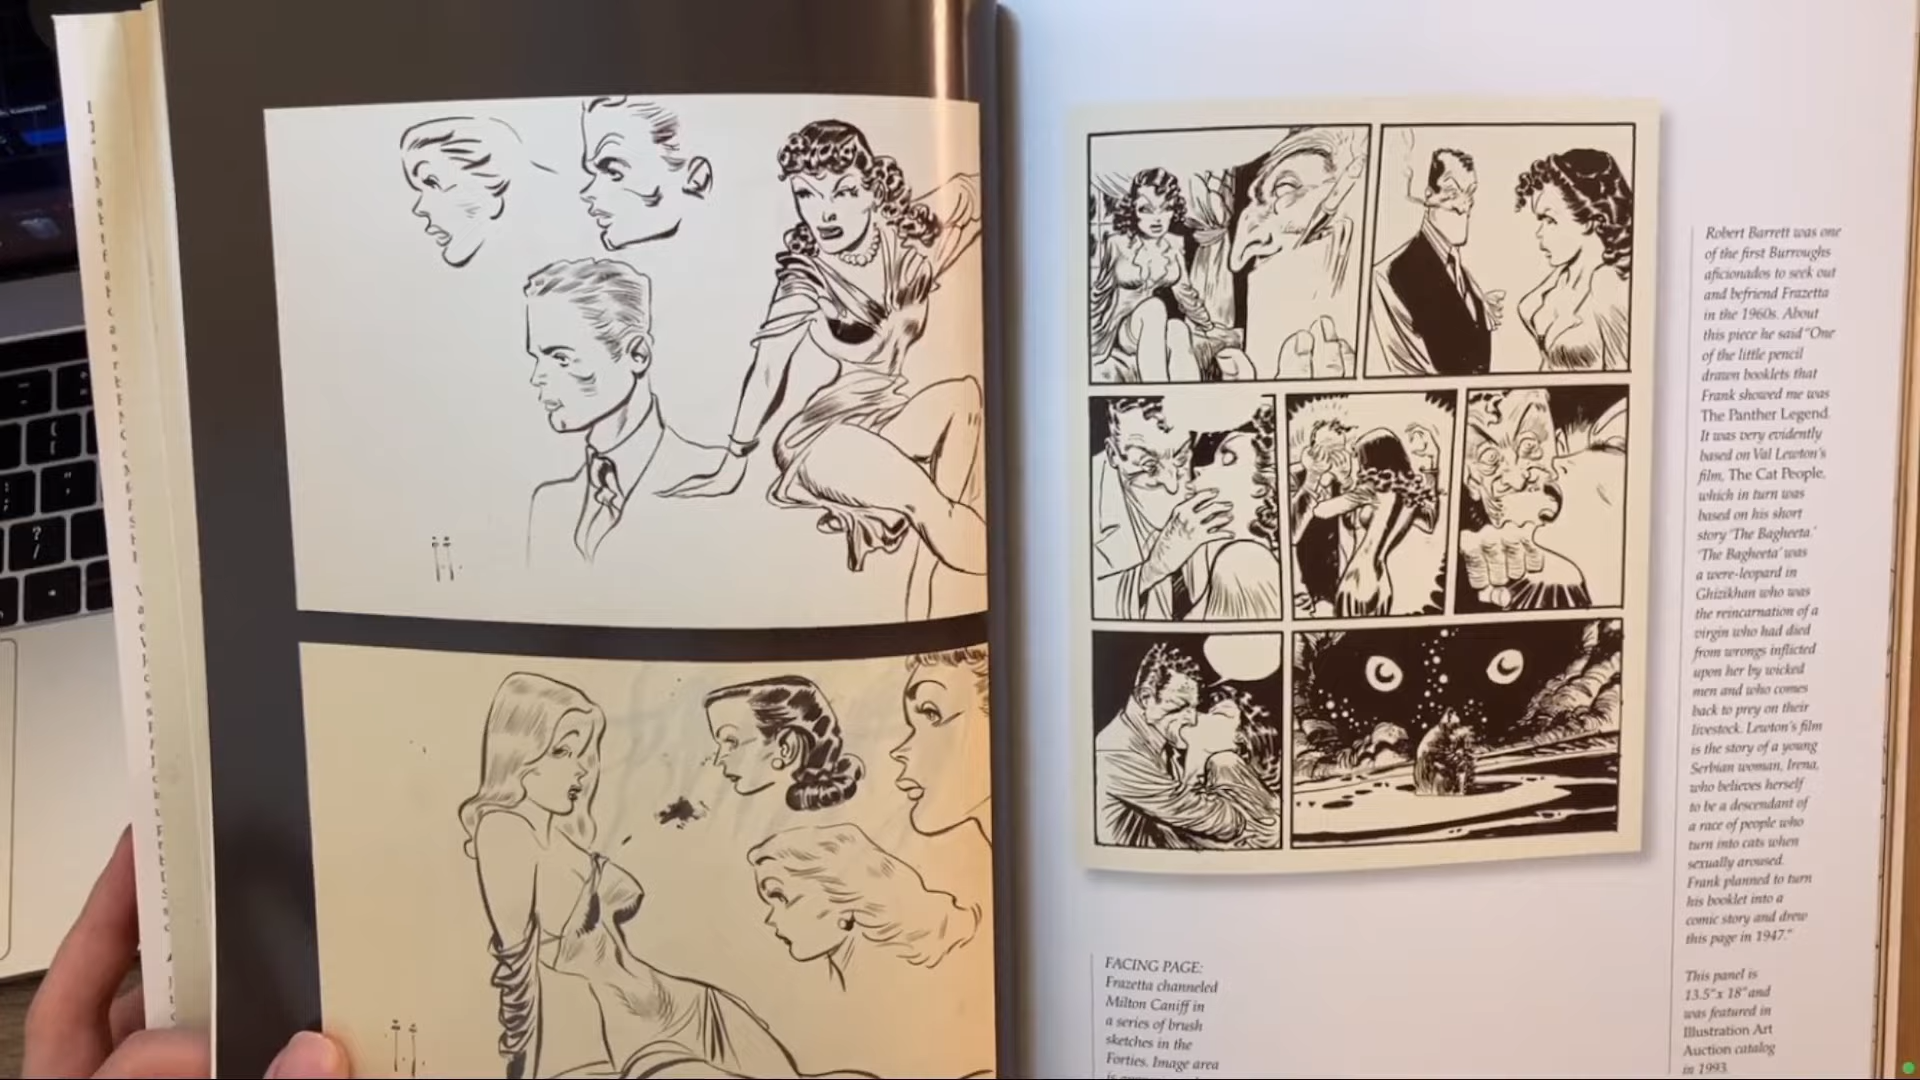 Robert Barrett was one
of the first Burroughs
aficionados to seek out
and befriend Frazetta
in the 1960s. About
this piece he said "One
of the little pencil
drawn booklets that
Frank showed me was
The Panther Legend.
It was very evidently
based on Val Lewton's
film, The Cat People,
which in turn was
based on his short
story 'The Bagheeta.'
'The Bagheeta' was
a were-leopard in
Ghizikhan who was
the reincarnation of a
virgin who had died
from wrongs inflicted
upon her by wicked
men and who comes
back to prey on their
livestock. Lewton's film
is the story of a young
Serbian woman, Irena,
who believes herself
to be a descendant of
a race of people who
turn into cats when
sexually aroused.
Frank planned to turn
his booklet into a
comic story and drew
this page in 1947."
This panel is
13.5" x 18" and
was featured in
Illustration Art
Auction catalog
in 1993.
FACING PAGE:
Frazetta channeled
Milton Caniff in
a series of brush
sketches in the
Forties. Image area